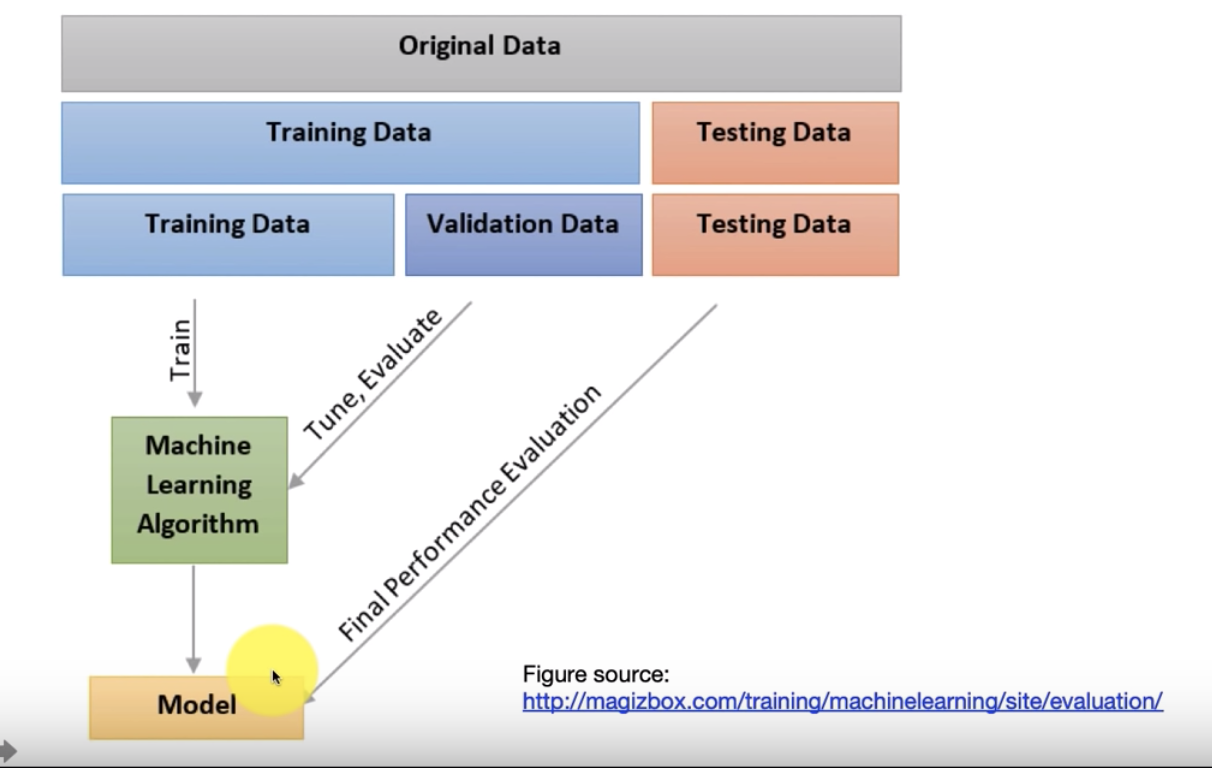 Original Data
Training Data
Testing Data
Training Data
Validation Data
Testing Data
Train
Tune, Evaluate
Final Performance Evaluation
Machine
Learning
Algorithm
Model
Figure source:
http://magizbox.com/training/machinelearning/site/evaluation/